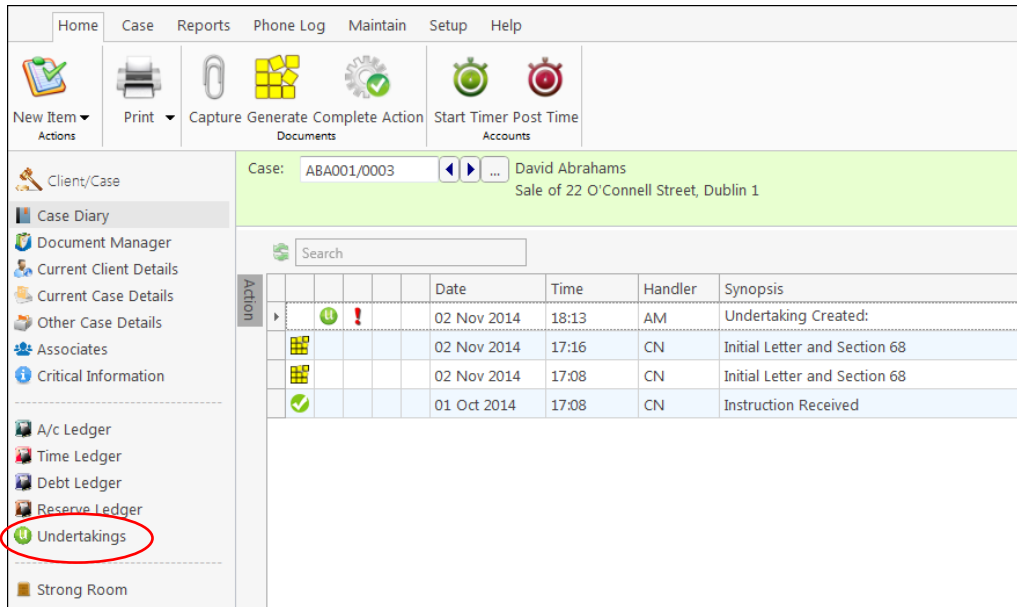 Home Case Reports Phone Log Maintain Setup Help
New Item Print Capture Generate Complete Action Start Timer Post Time
Actions Documents Accounts
Client/Case
Case Diary
Document Manager
Current Client Details
Current Case Details
Other Case Details
Associates
Critical Information
A/c Ledger
Time Ledger
Debt Ledger
Reserve Ledger
u Undertakings
Strong Room
Case: ABA001/0003 ... David Abrahams
Sale of 22 O'Connell Street, Dublin 1
Search
Action
Date Time Handler Synopsis
u ! 02 Nov 2014 18:13 AM Undertaking Created:
02 Nov 2014 17:16 CN Initial Letter and Section 68
02 Nov 2014 17:08 CN Initial Letter and Section 68
01 Oct 2014 17:08 CN Instruction Received